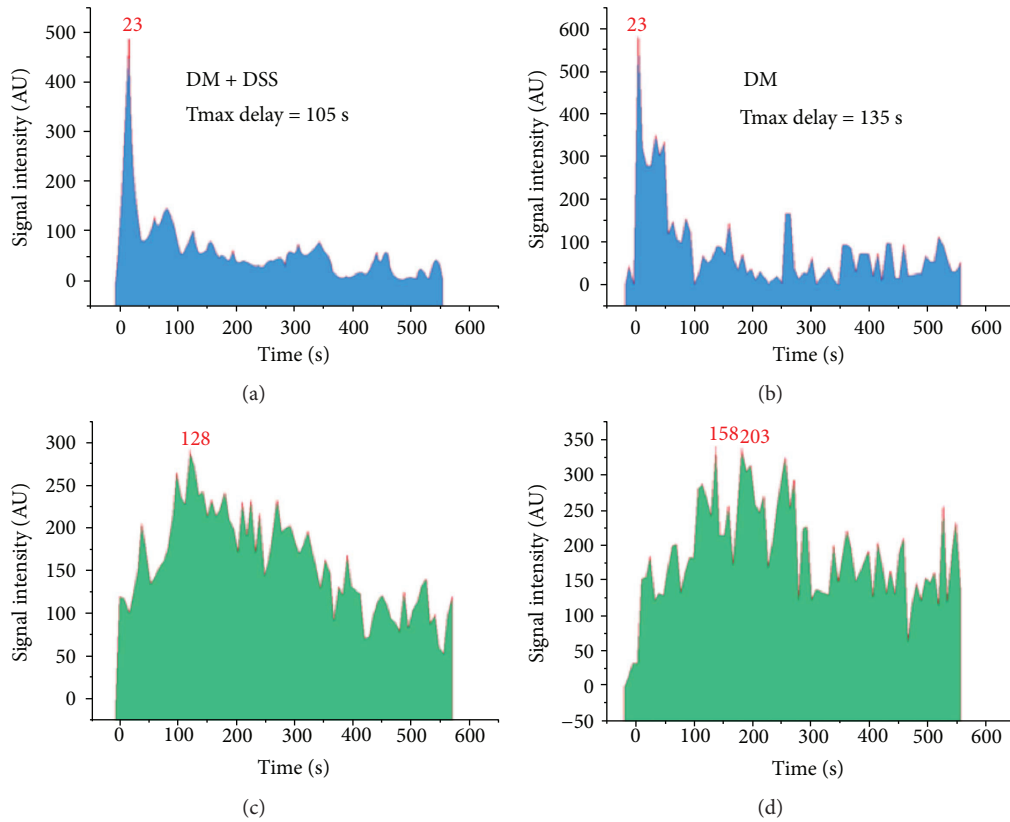 500
400
300
200
100
0
Signal intensity (AU)
23
DM + DSS
Tmax delay = 105 s
0 100 200 300 400 500 600
Time (s)
(a)
600
500
400
300
200
100
0
Signal intensity (AU)
23
DM
Tmax delay = 135 s
0 100 200 300 400 500 600
Time (s)
(b)
300
250
200
150
100
50
0
Signal intensity (AU)
128
0 100 200 300 400 500 600
Time (s)
(c)
350
300
250
200
150
100
50
0
−50
Signal intensity (AU)
158 203
0 100 200 300 400 500 600
Time (s)
(d)